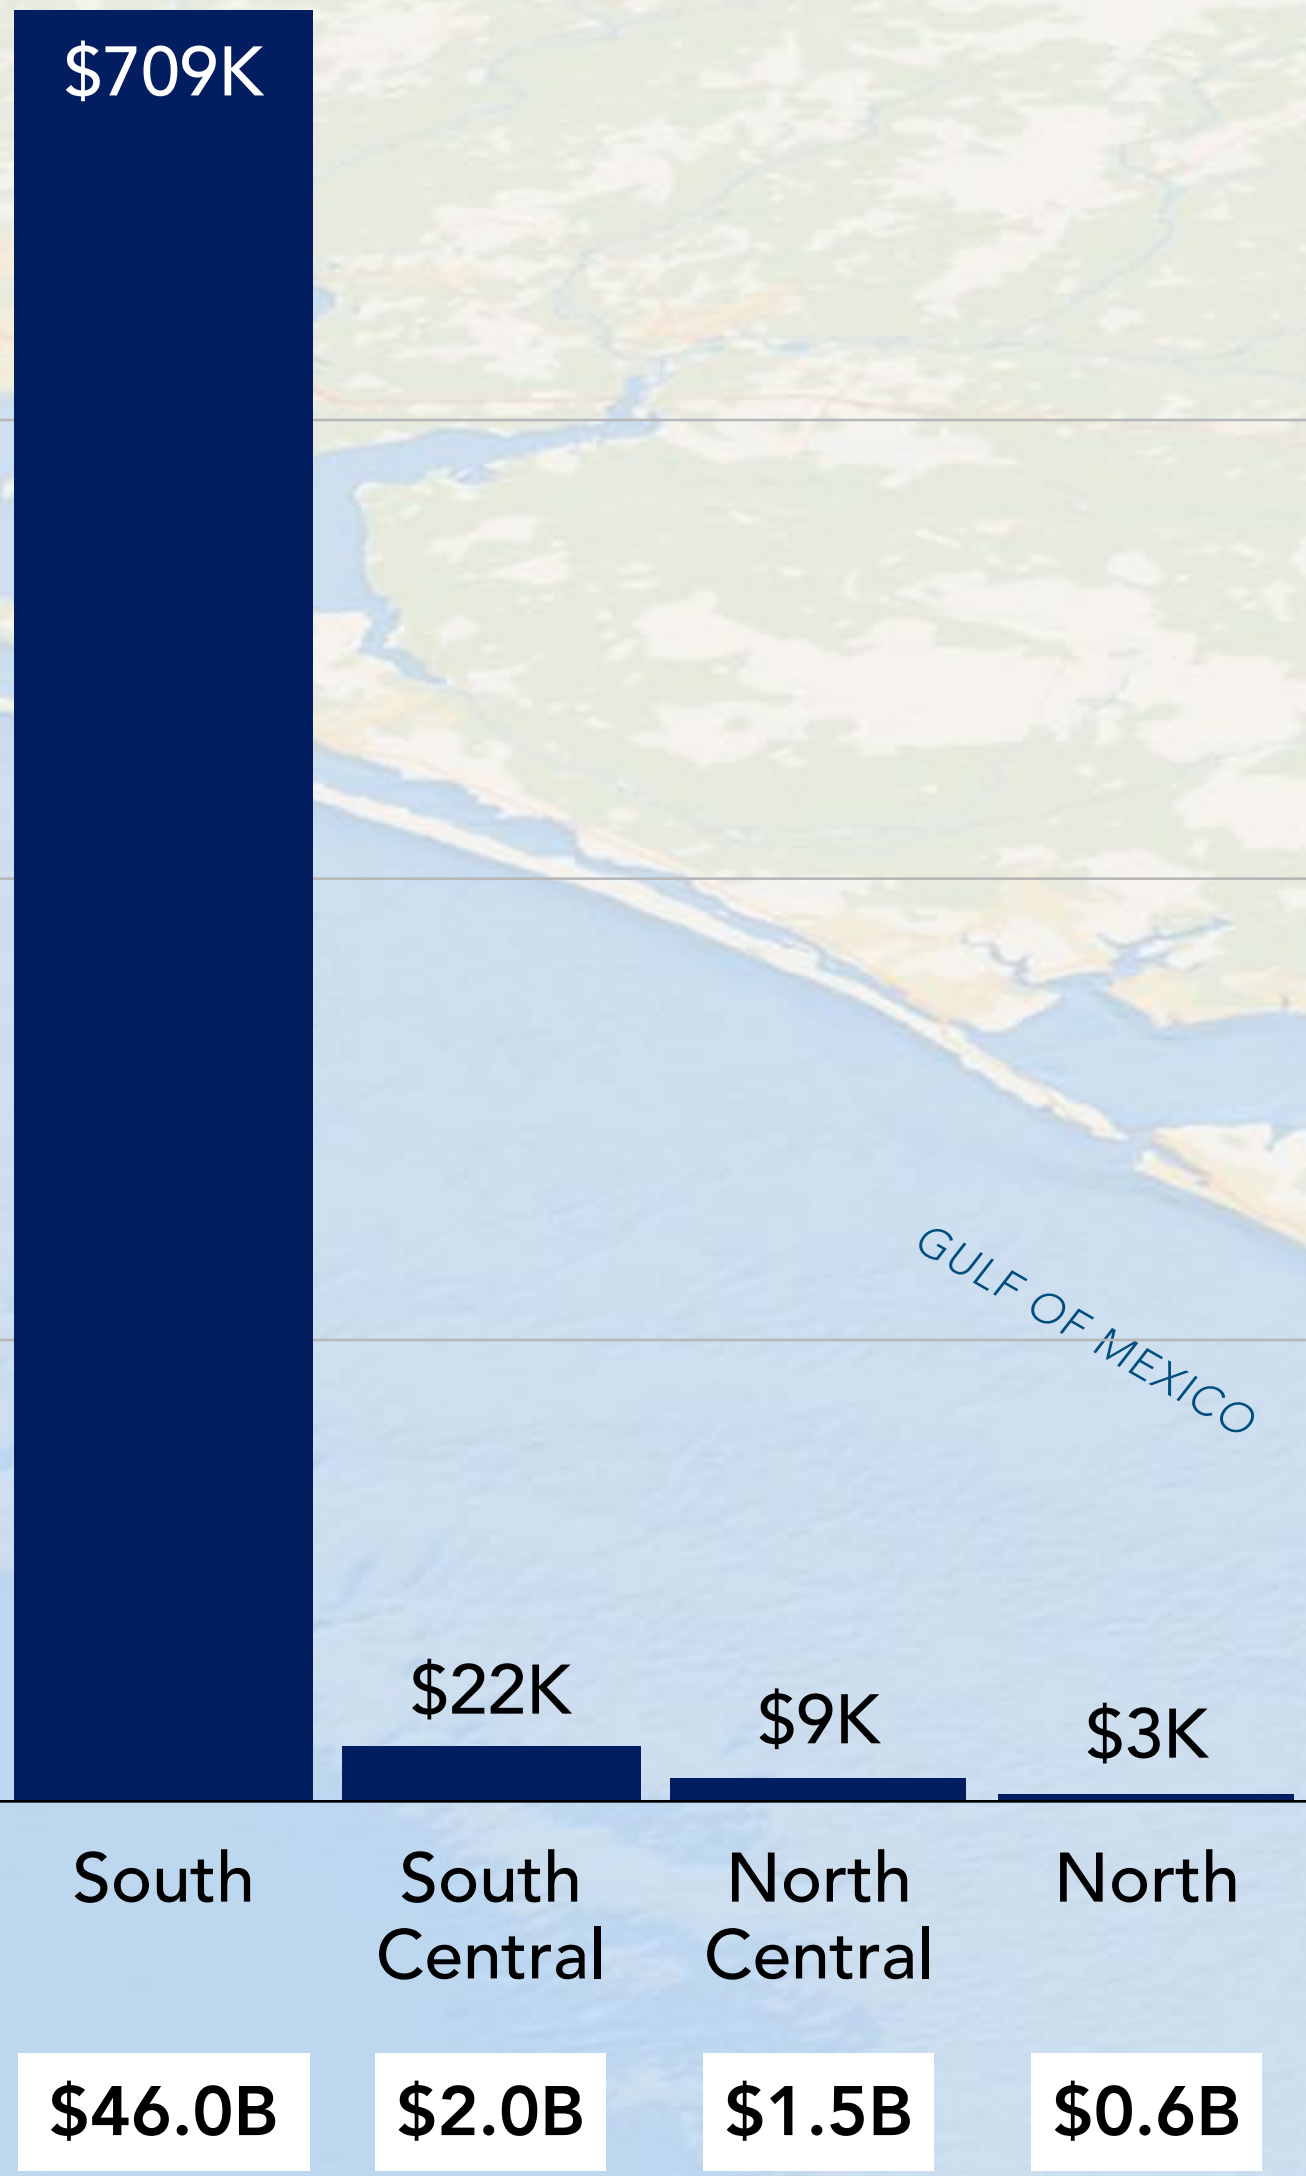 $709K
GULF OF MEXICO
$22K
$9K
$3K
South
South
Central
North
Central
North
$46.0B
$2.0B
$1.5B
$0.6B